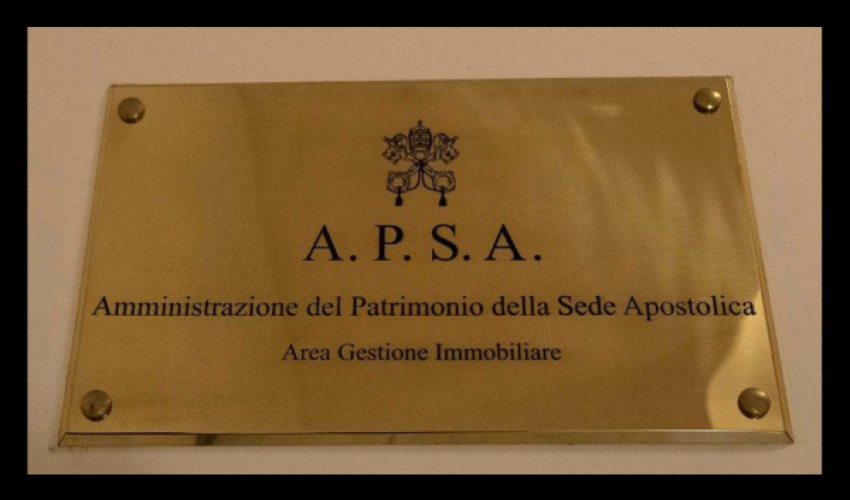 A. P. S. A.
Amministrazione del Patrimonio della Sede Apostolica
Area Gestione Immobiliare